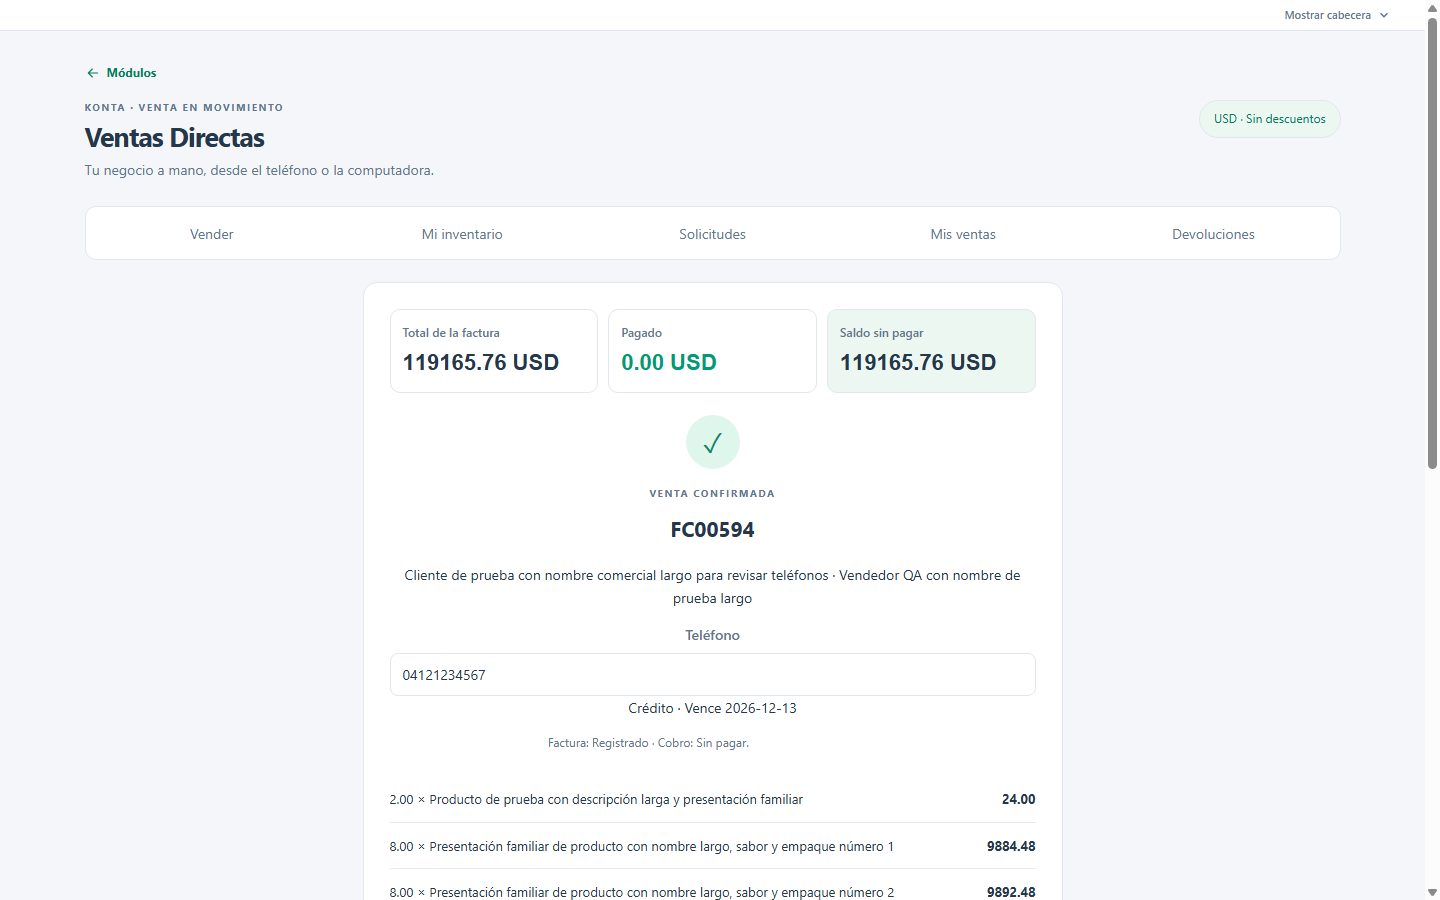 Mostrar cabecera
Módulos
KONTA · VENTA EN MOVIMIENTO
Ventas Directas
Tu negocio a mano, desde el teléfono o la computadora.
USD · Sin descuentos
Vender
Mi inventario
Solicitudes
Mis ventas
Devoluciones
Total de la factura
119165.76 USD
Pagado
0.00 USD
Saldo sin pagar
119165.76 USD
VENTA CONFIRMADA
FC00594
Cliente de prueba con nombre comercial largo para revisar teléfonos · Vendedor QA con nombre de
prueba largo
Teléfono
04121234567
Crédito · Vence 2026-12-13
Factura: Registrado · Cobro: Sin pagar.
2.00 × Producto de prueba con descripción larga y presentación familiar 24.00
8.00 × Presentación familiar de producto con nombre largo, sabor y empaque número 1 9884.48
8.00 × Presentación familiar de producto con nombre largo, sabor y empaque número 2 9892.48